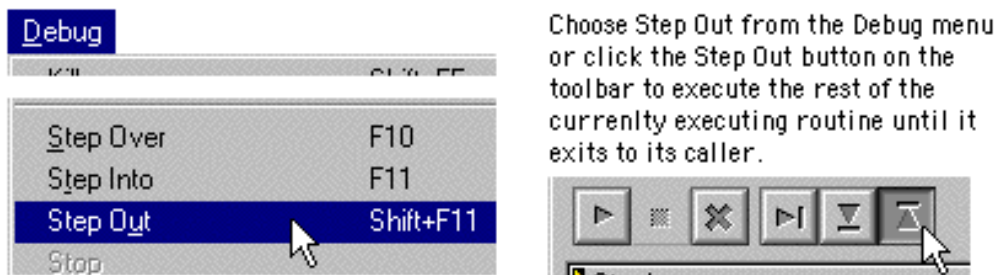 Debug
Step Over F10
Step Into F11
Step Out Shift+F11
Stop
Choose Step Out from the Debug menu
or click the Step Out button on the
toolbar to execute the rest of the
currenlty executing routine until it
exits to its caller.